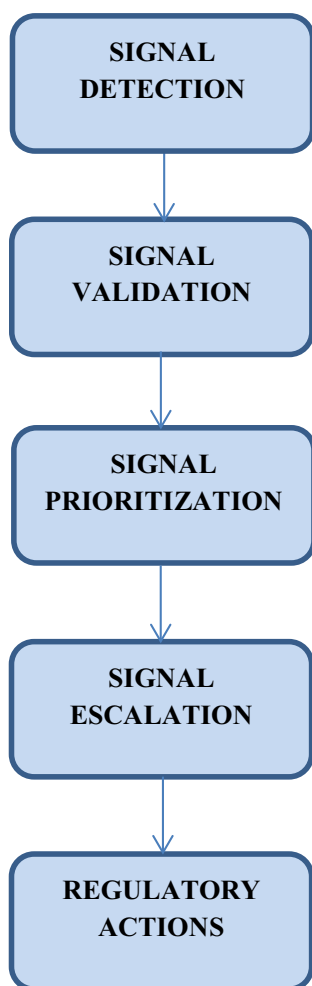 SIGNAL
DETECTION
SIGNAL
VALIDATION
SIGNAL
PRIORITIZATION
SIGNAL
ESCALATION
REGULATORY
ACTIONS